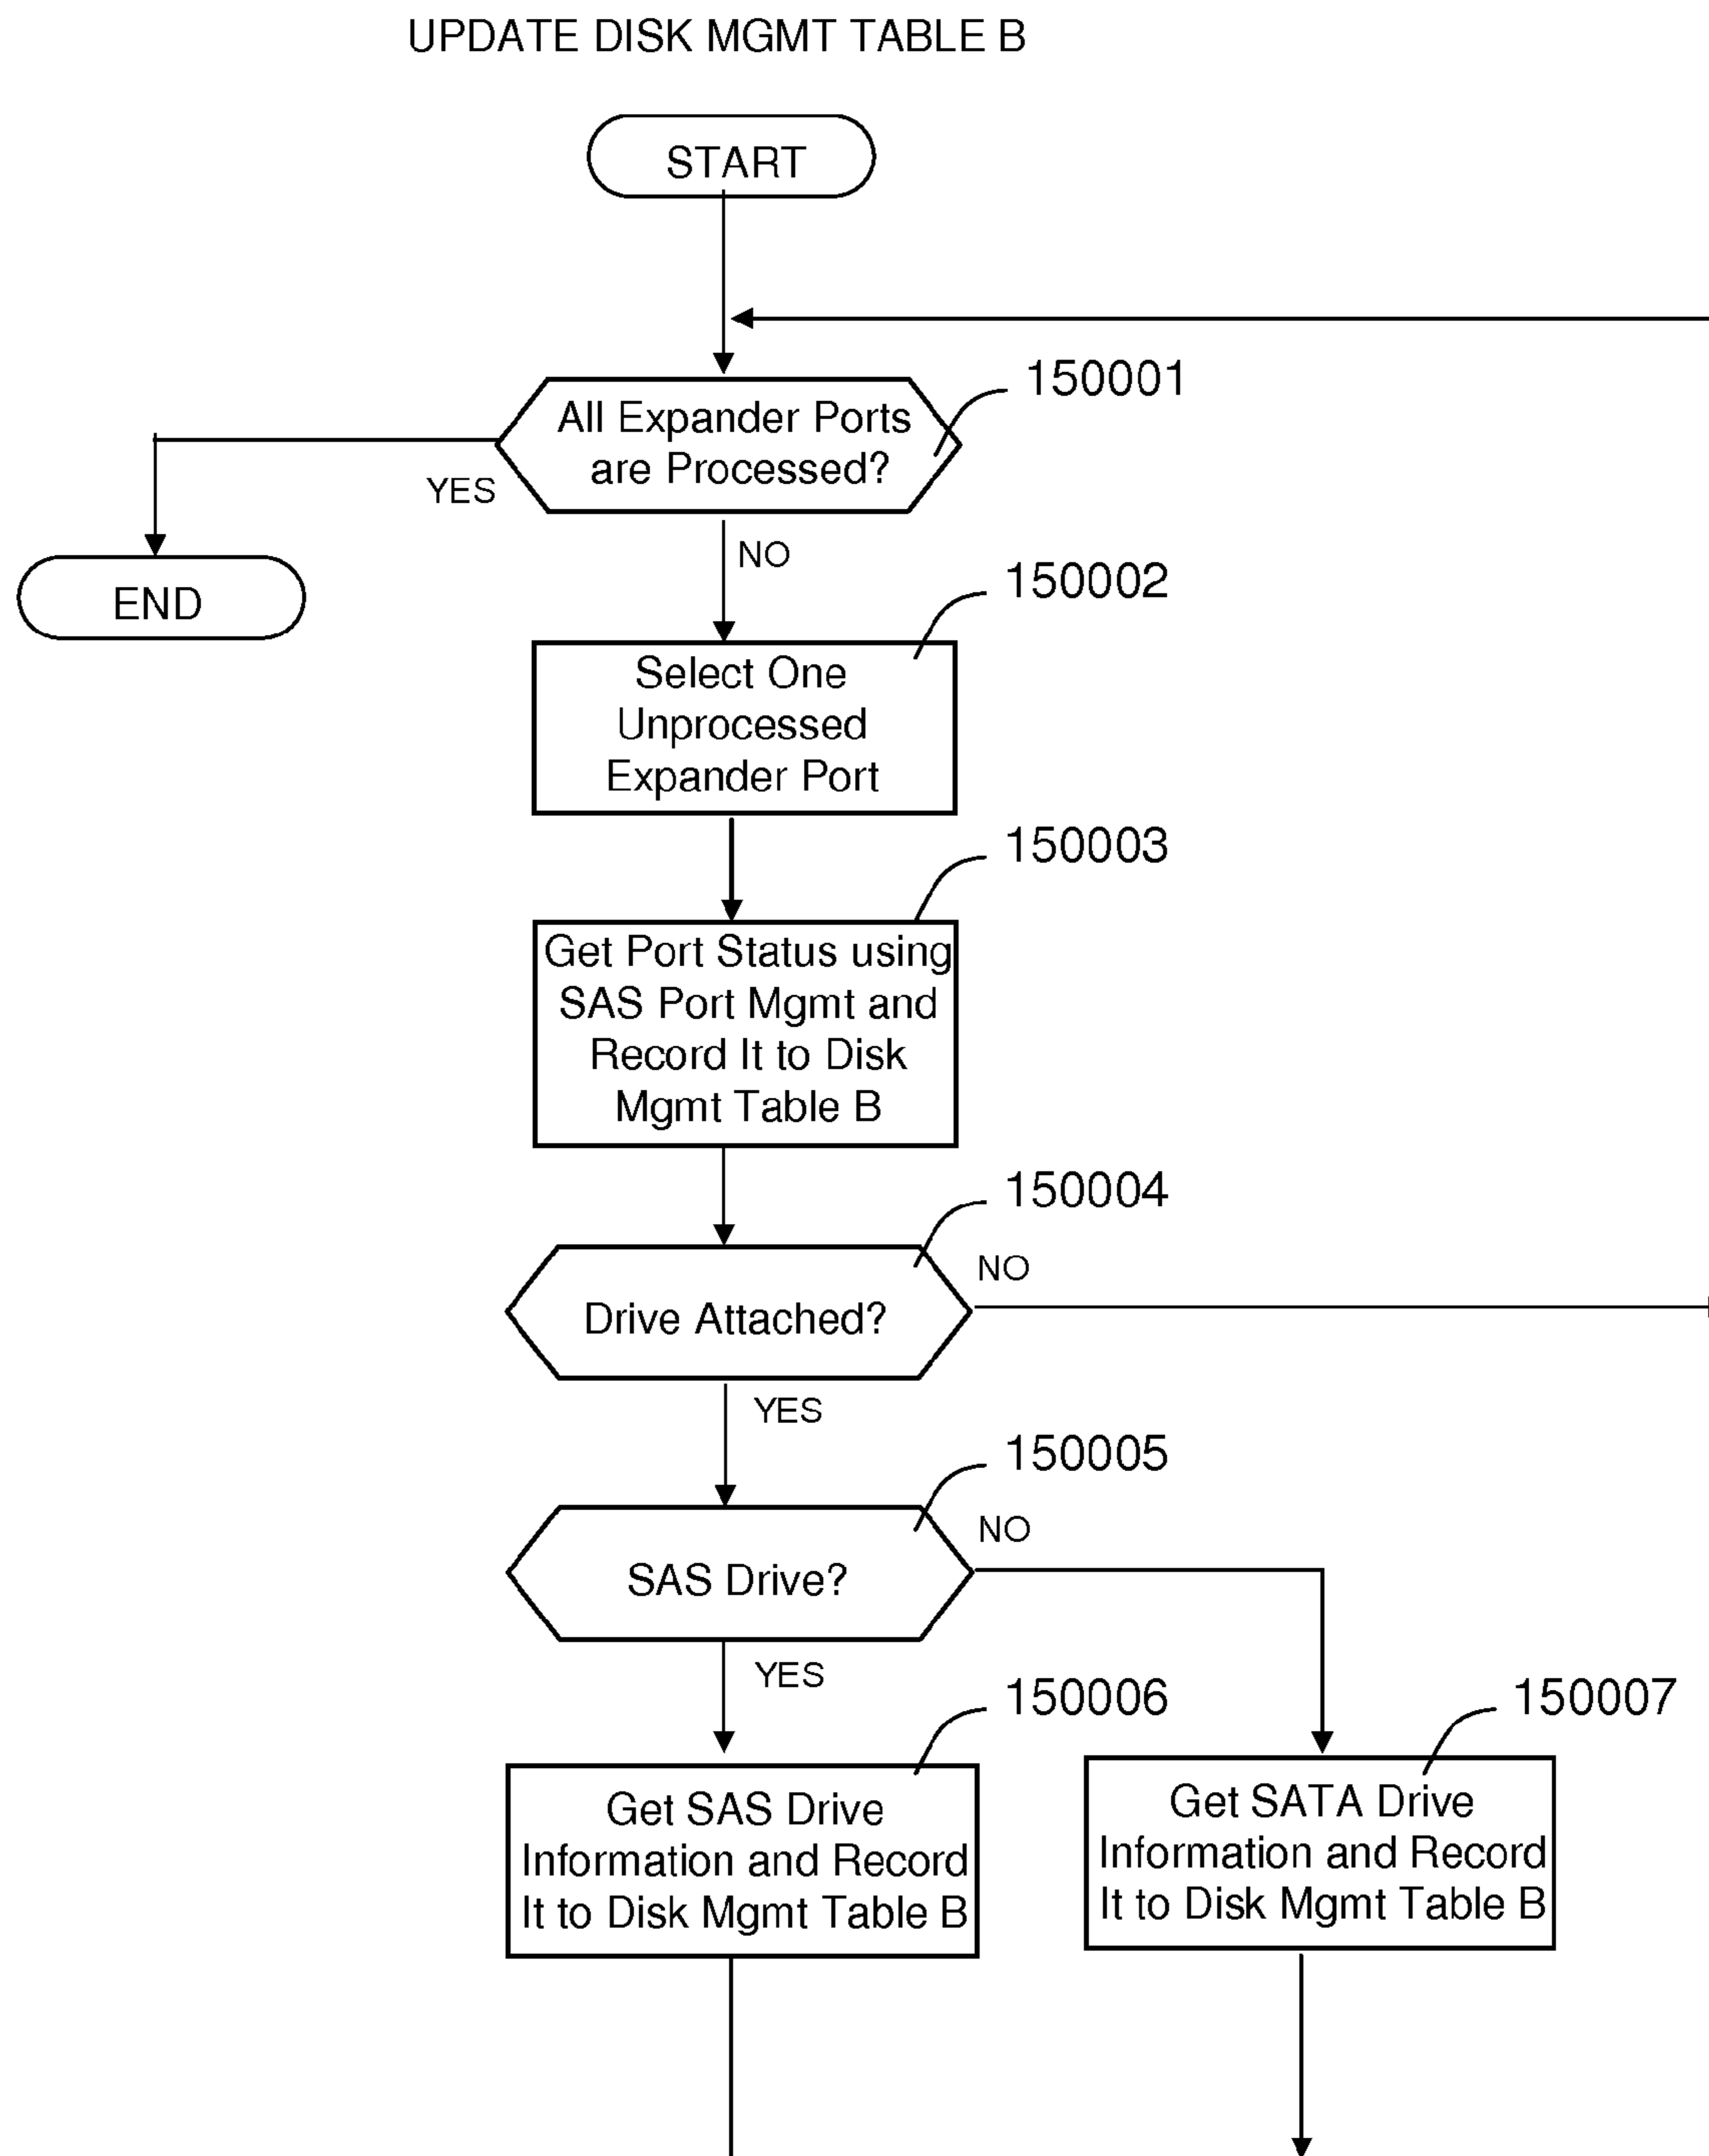 UPDATE DISK MGMT TABLE B
START
150001
All Expander Ports
are Processed?
YES
NO
END
150002
Select One
Unprocessed
Expander Port
150003
Get Port Status using
SAS Port Mgmt and
Record It to Disk
Mgmt Table B
150004
NO
Drive Attached?
YES
150005
NO
SAS Drive?
YES
150006
150007
Get SAS Drive
Information and Record
It to Disk Mgmt Table B
Get SATA Drive
Information and Record
It to Disk Mgmt Table B